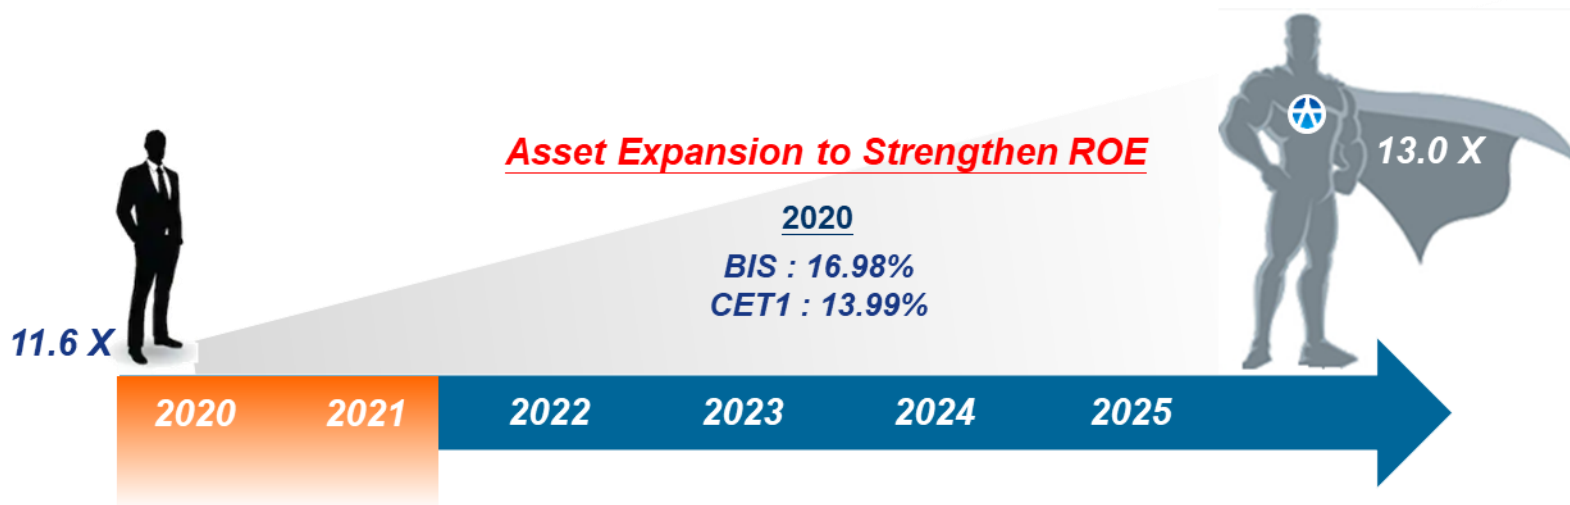 Asset Expansion to Strengthen ROE
13.0 X
2020
BIS : 16.98%
CET1 : 13.99%
11.6 X
2020 2021 2022 2023 2024 2025